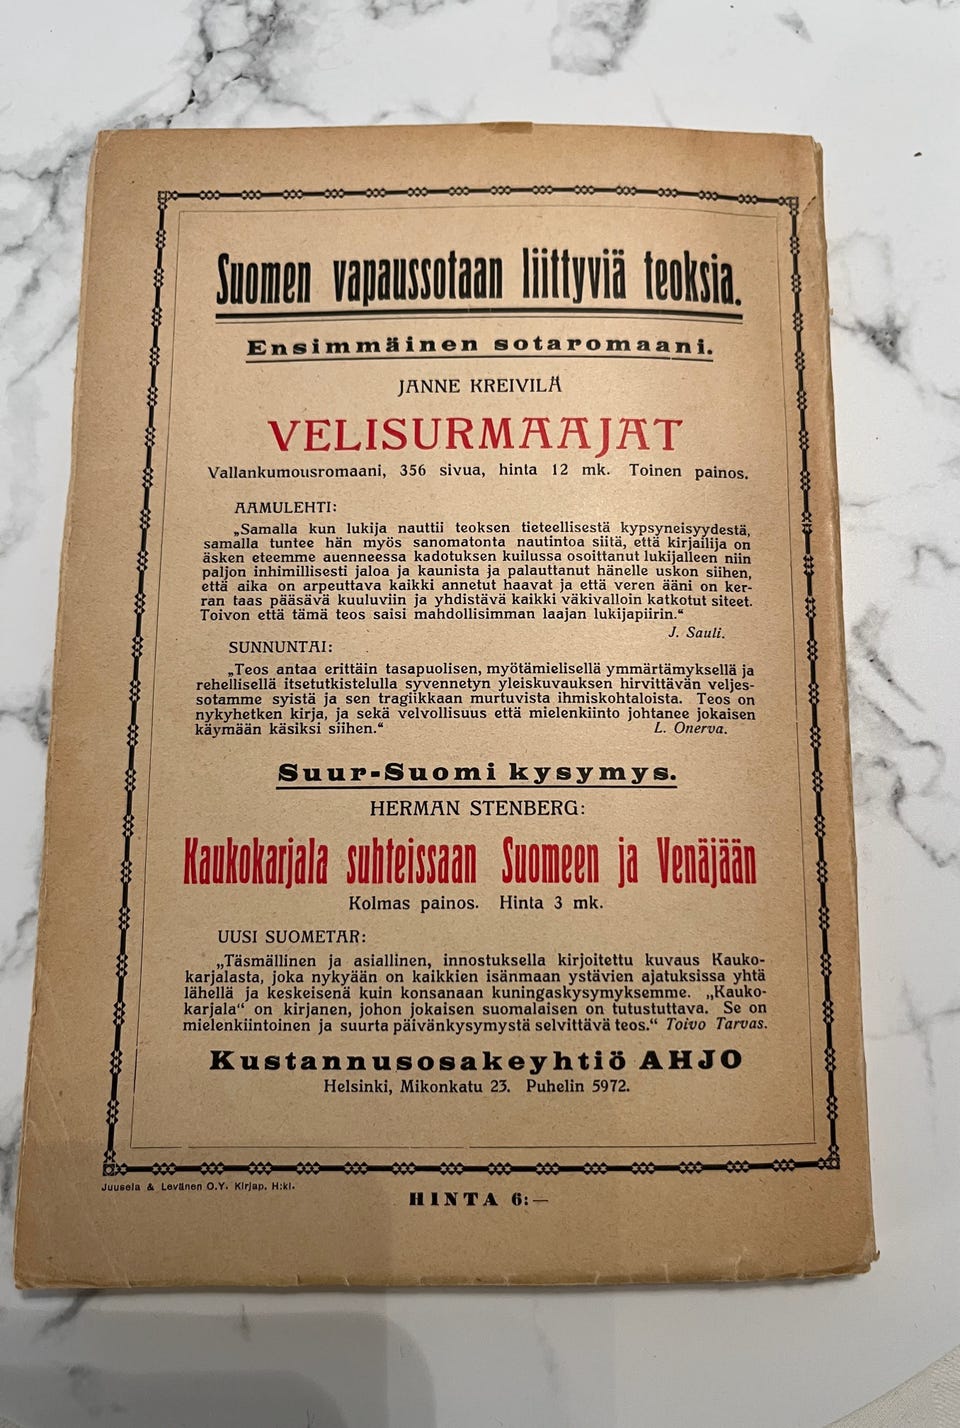 Suomen vapaussotaan liittyviä teoksia.
Ensimmäinen sotaromaani.
JANNE KREIVILÄ
VELISURMAAJAT
Vallankumousromaani, 356 sivua, hinta 12 mk. Toinen painos.
AAMULEHTI:
„Samalla kun lukija nauttii teoksen tieteellisestä kypsyneisyydestä,
samalla tuntee hän myös sanomatonta nautintoa siitä, että kirjailija on
äsken eteemme auenneessa kadotuksen kuilussa osoittanut lukijalleen niin
paljon inhimillisesti jaloa ja kaunista ja palauttanut hänelle uskon siihen,
että aika on arpeuttava kaikki annetut haavat ja että veren ääni on ker-
ran taas pääsävä kuuluviin ja yhdistävä kaikki väkivalloin katkotut siteet.
Toivon että tämä teos saisi mahdollisimman laajan lukijapiirin.“
J. Sauli.
SUNNUNTAI:
„Teos antaa erittäin tasapuolisen, myötämielisellä ymmärtämyksellä ja
rehellisellä itsetutkistelulla syvennetyn yleiskuvauksen hirvittävän veljes-
sotamme syistä ja sen tragiikkaan murtuvista ihmiskohtaloista. Teos on
nykyhetken kirja, ja sekä velvollisuus että mielenkiinto johtanee jokaisen
käymään käsiksi siihen.“ L. Onerva.
Suur-Suomi kysymys.
HERMAN STENBERG:
Kaukokarjala suhteissaan Suomeen ja Venäjään
Kolmas painos. Hinta 3 mk.
UUSI SUOMETAR:
„Täsmällinen ja asiallinen, innostuksella kirjoitettu kuvaus Kauko-
karjalasta, joka nykyään on kaikkien isänmaan ystävien ajatuksissa yhtä
lähellä ja keskeisenä kuin konsanaan kuningaskysymyksemme. „Kauko-
karjala“ on kirjanen, johon jokaisen suomalaisen on tutustuttava. Se on
mielenkiintoinen ja suurta päivänkysymystä selvittävä teos.“ Toivo Tarvas.
Kustannusosakeyhtiö AHJO
Helsinki, Mikonkatu 23. Puhelin 5972.
Juusela & Levänen O.Y. Kirjap. H:ki.
HINTA 6:—